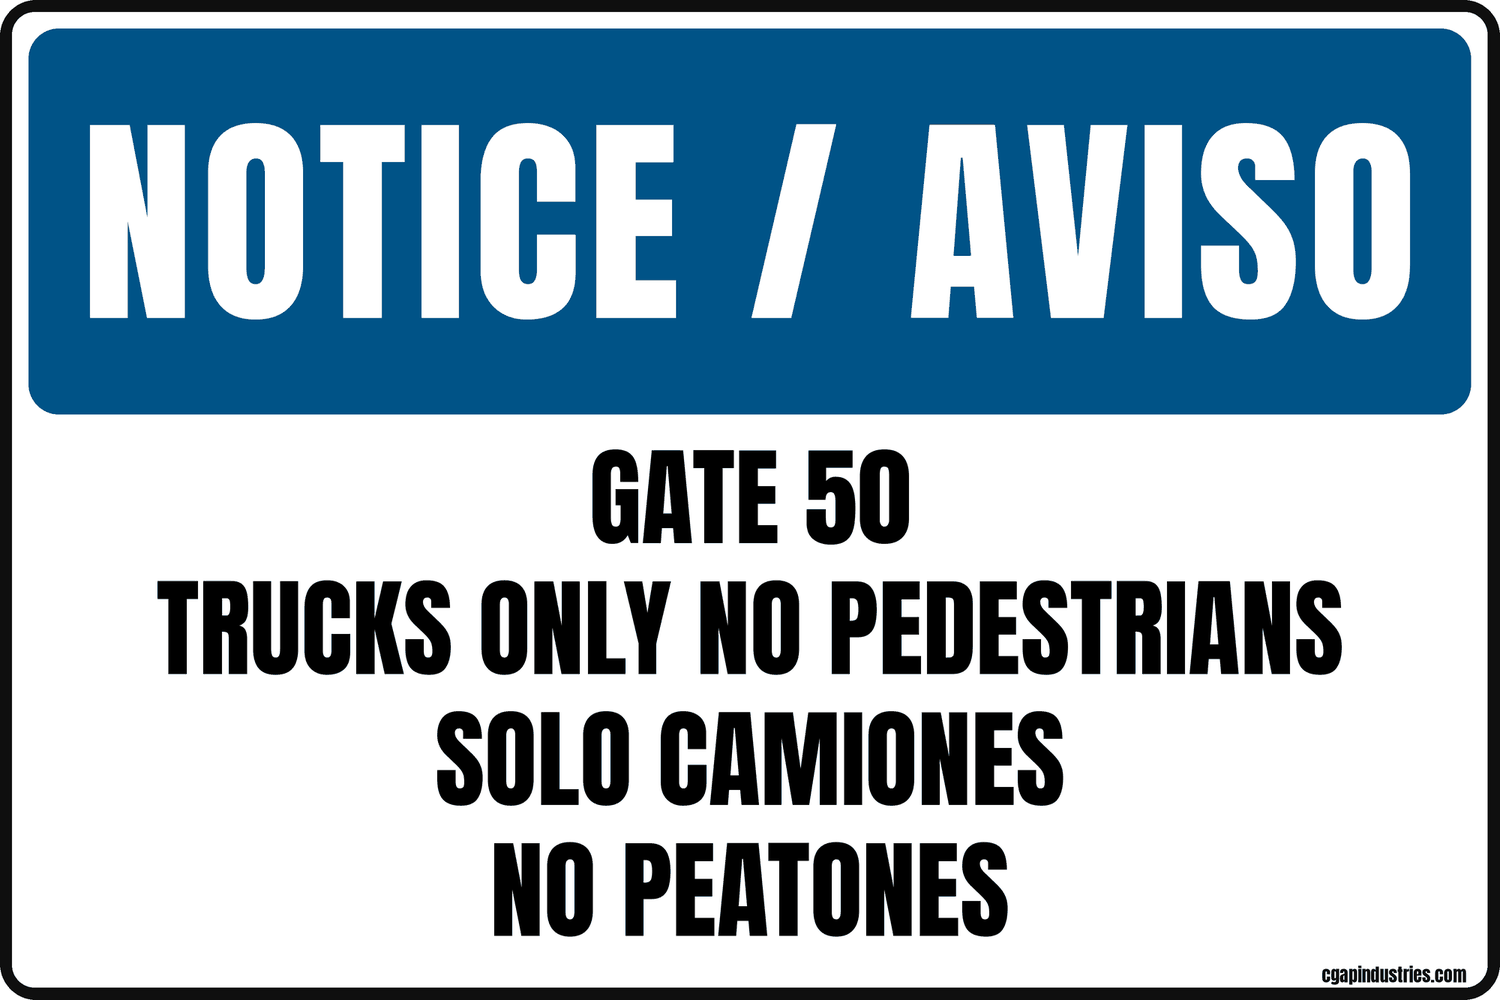 NOTICE / AVISO
GATE 50
TRUCKS ONLY NO PEDESTRIANS
SOLO CAMIONES
NO PEATONES
cgapindustries.com